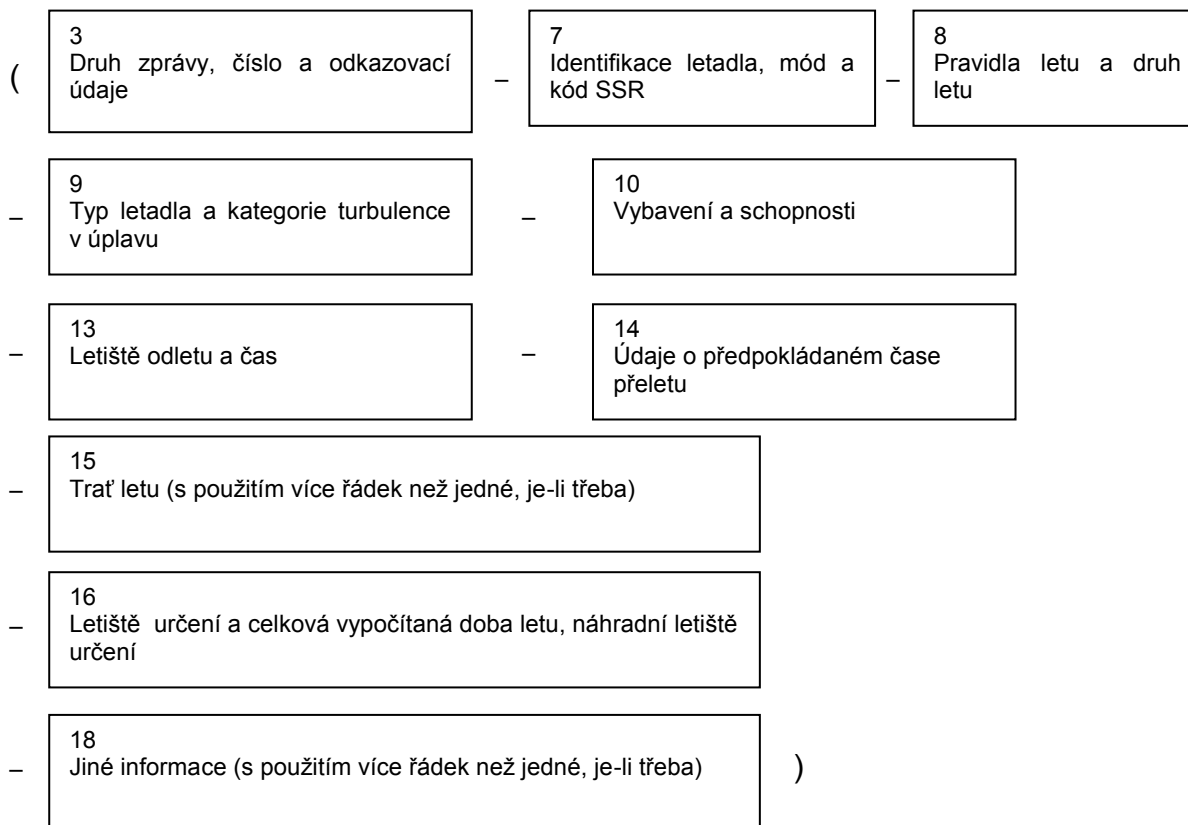 ( 3
Druh zprávy, číslo a odkazovací
údaje
– 7
Identifikace letadla, mód a
kód SSR
– 8
Pravidla letu a druh
letu
– 9
Typ letadla a kategorie turbulence
v úplavu
– 10
Vybavení a schopnosti
– 13
Letiště odletu a čas
– 14
Údaje o předpokládaném čase
přeletu
– 15
Trať letu (s použitím více řádek než jedné, je-li třeba)
– 16
Letiště určení a celková vypočítaná doba letu, náhradní letiště
určení
– 18
Jiné informace (s použitím více řádek než jedné, je-li třeba) )